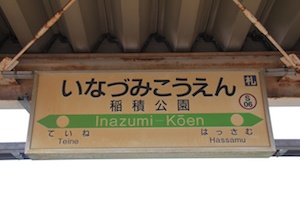 いなづみこうえん
札
稲積公園
S
06
Inazumi-Kōen
ていね
はっさむ
Teine
Hassamu